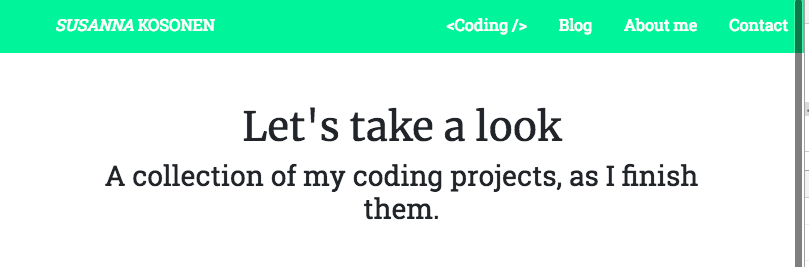 SUSANNA KOSONEN <Coding /> Blog About me Contact
Let's take a look
A collection of my coding projects, as I finish
them.